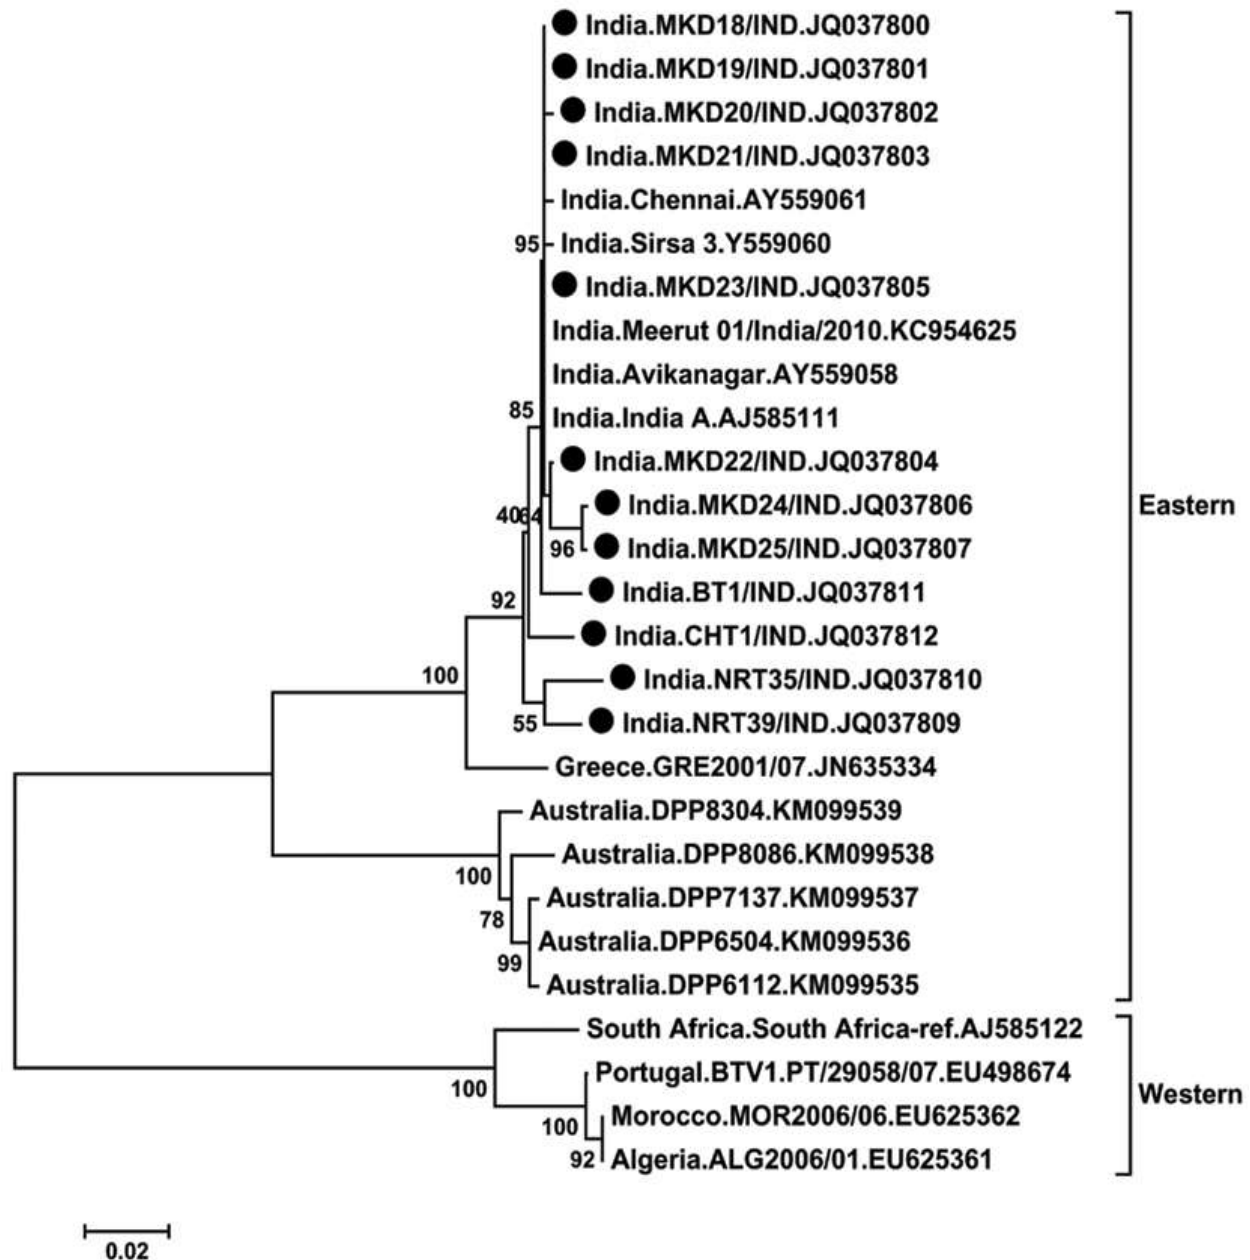 India.MKD18/IND.JQ037800
India.MKD19/IND.JQ037801
India.MKD20/IND.JQ037802
India.MKD21/IND.JQ037803
India.Chennai.AY559061
95
India.Sirsa 3.Y559060
India.MKD23/IND.JQ037805
India.Meerut 01/India/2010.KC954625
India.Avikanagar.AY559058
85
India.India A.AJ585111
India.MKD22/IND.JQ037804
India.MKD24/IND.JQ037806
Eastern
40
64
96
India.MKD25/IND.JQ037807
India.BT1/IND.JQ037811
92
India.CHT1/IND.JQ037812
100
India.NRT35/IND.JQ037810
55
India.NRT39/IND.JQ037809
Greece.GRE2001/07.JN635334
Australia.DPP8304.KM099539
Australia.DPP8086.KM099538
100
Australia.DPP7137.KM099537
78
Australia.DPP6504.KM099536
99
Australia.DPP6112.KM099535
South Africa.South Africa-ref.AJ585122
Portugal.BTV1.PT/29058/07.EU498674
100
Western
Morocco.MOR2006/06.EU625362
100
92
Algeria.ALG2006/01.EU625361
0.02